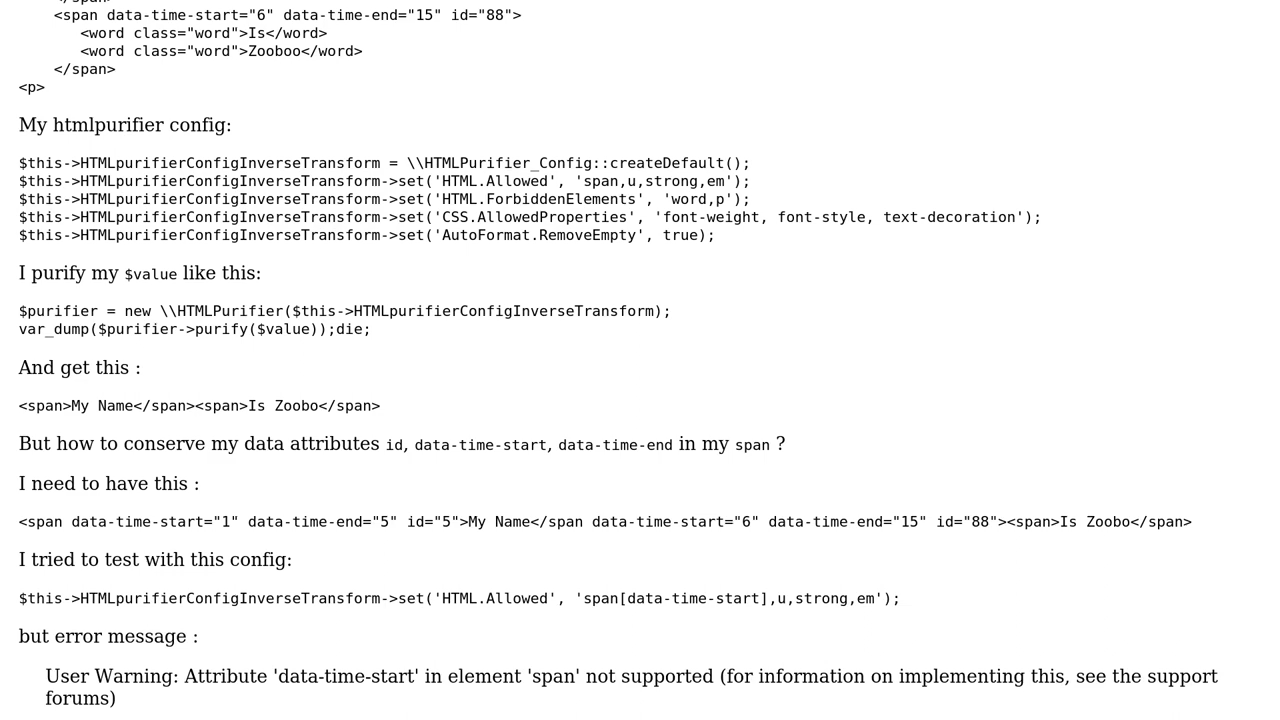 <span data-time-start="6" data-time-end="15" id="88">
<word class="word">Is</word>
<word class="word">Zooboo</word>
</span>
<p>
My htmlpurifier config:
$this->HTMLpurifierConfigInverseTransform = \\HTMLPurifier_Config::createDefault();
$this->HTMLpurifierConfigInverseTransform->set('HTML.Allowed', 'span,u,strong,em');
$this->HTMLpurifierConfigInverseTransform->set('HTML.ForbiddenElements', 'word,p');
$this->HTMLpurifierConfigInverseTransform->set('CSS.AllowedProperties', 'font-weight, font-style, text-decoration');
$this->HTMLpurifierConfigInverseTransform->set('AutoFormat.RemoveEmpty', true);
I purify my $value like this:
$purifier = new \\HTMLPurifier($this->HTMLpurifierConfigInverseTransform);
var_dump($purifier->purify($value));die;
And get this :
<span>My Name</span><span>Is Zoobo</span>
But how to conserve my data attributes id, data-time-start, data-time-end in my span ?
I need to have this :
<span data-time-start="1" data-time-end="5" id="5">My Name</span data-time-start="6" data-time-end="15" id="88"><span>Is Zoobo</span>
I tried to test with this config:
$this->HTMLpurifierConfigInverseTransform->set('HTML.Allowed', 'span[data-time-start],u,strong,em');
but error message :
User Warning: Attribute 'data-time-start' in element 'span' not supported (for information on implementing this, see the support
forums)